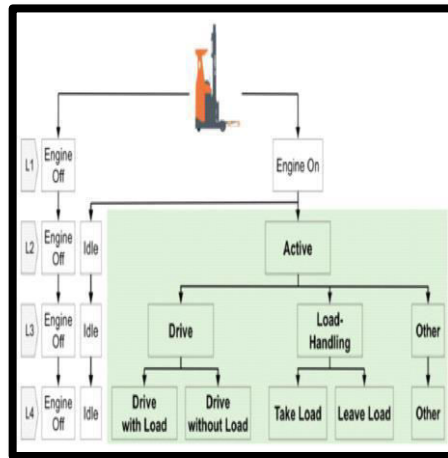 L1
Engine
Off
Engine On
L2
Engine
Off
Idle
Active
L3
Engine
Off
Idle
Drive
Load-
Handling
Other
L4
Engine
Off
Idle
Drive
with Load
Drive
without Load
Take Load
Leave Load
Other